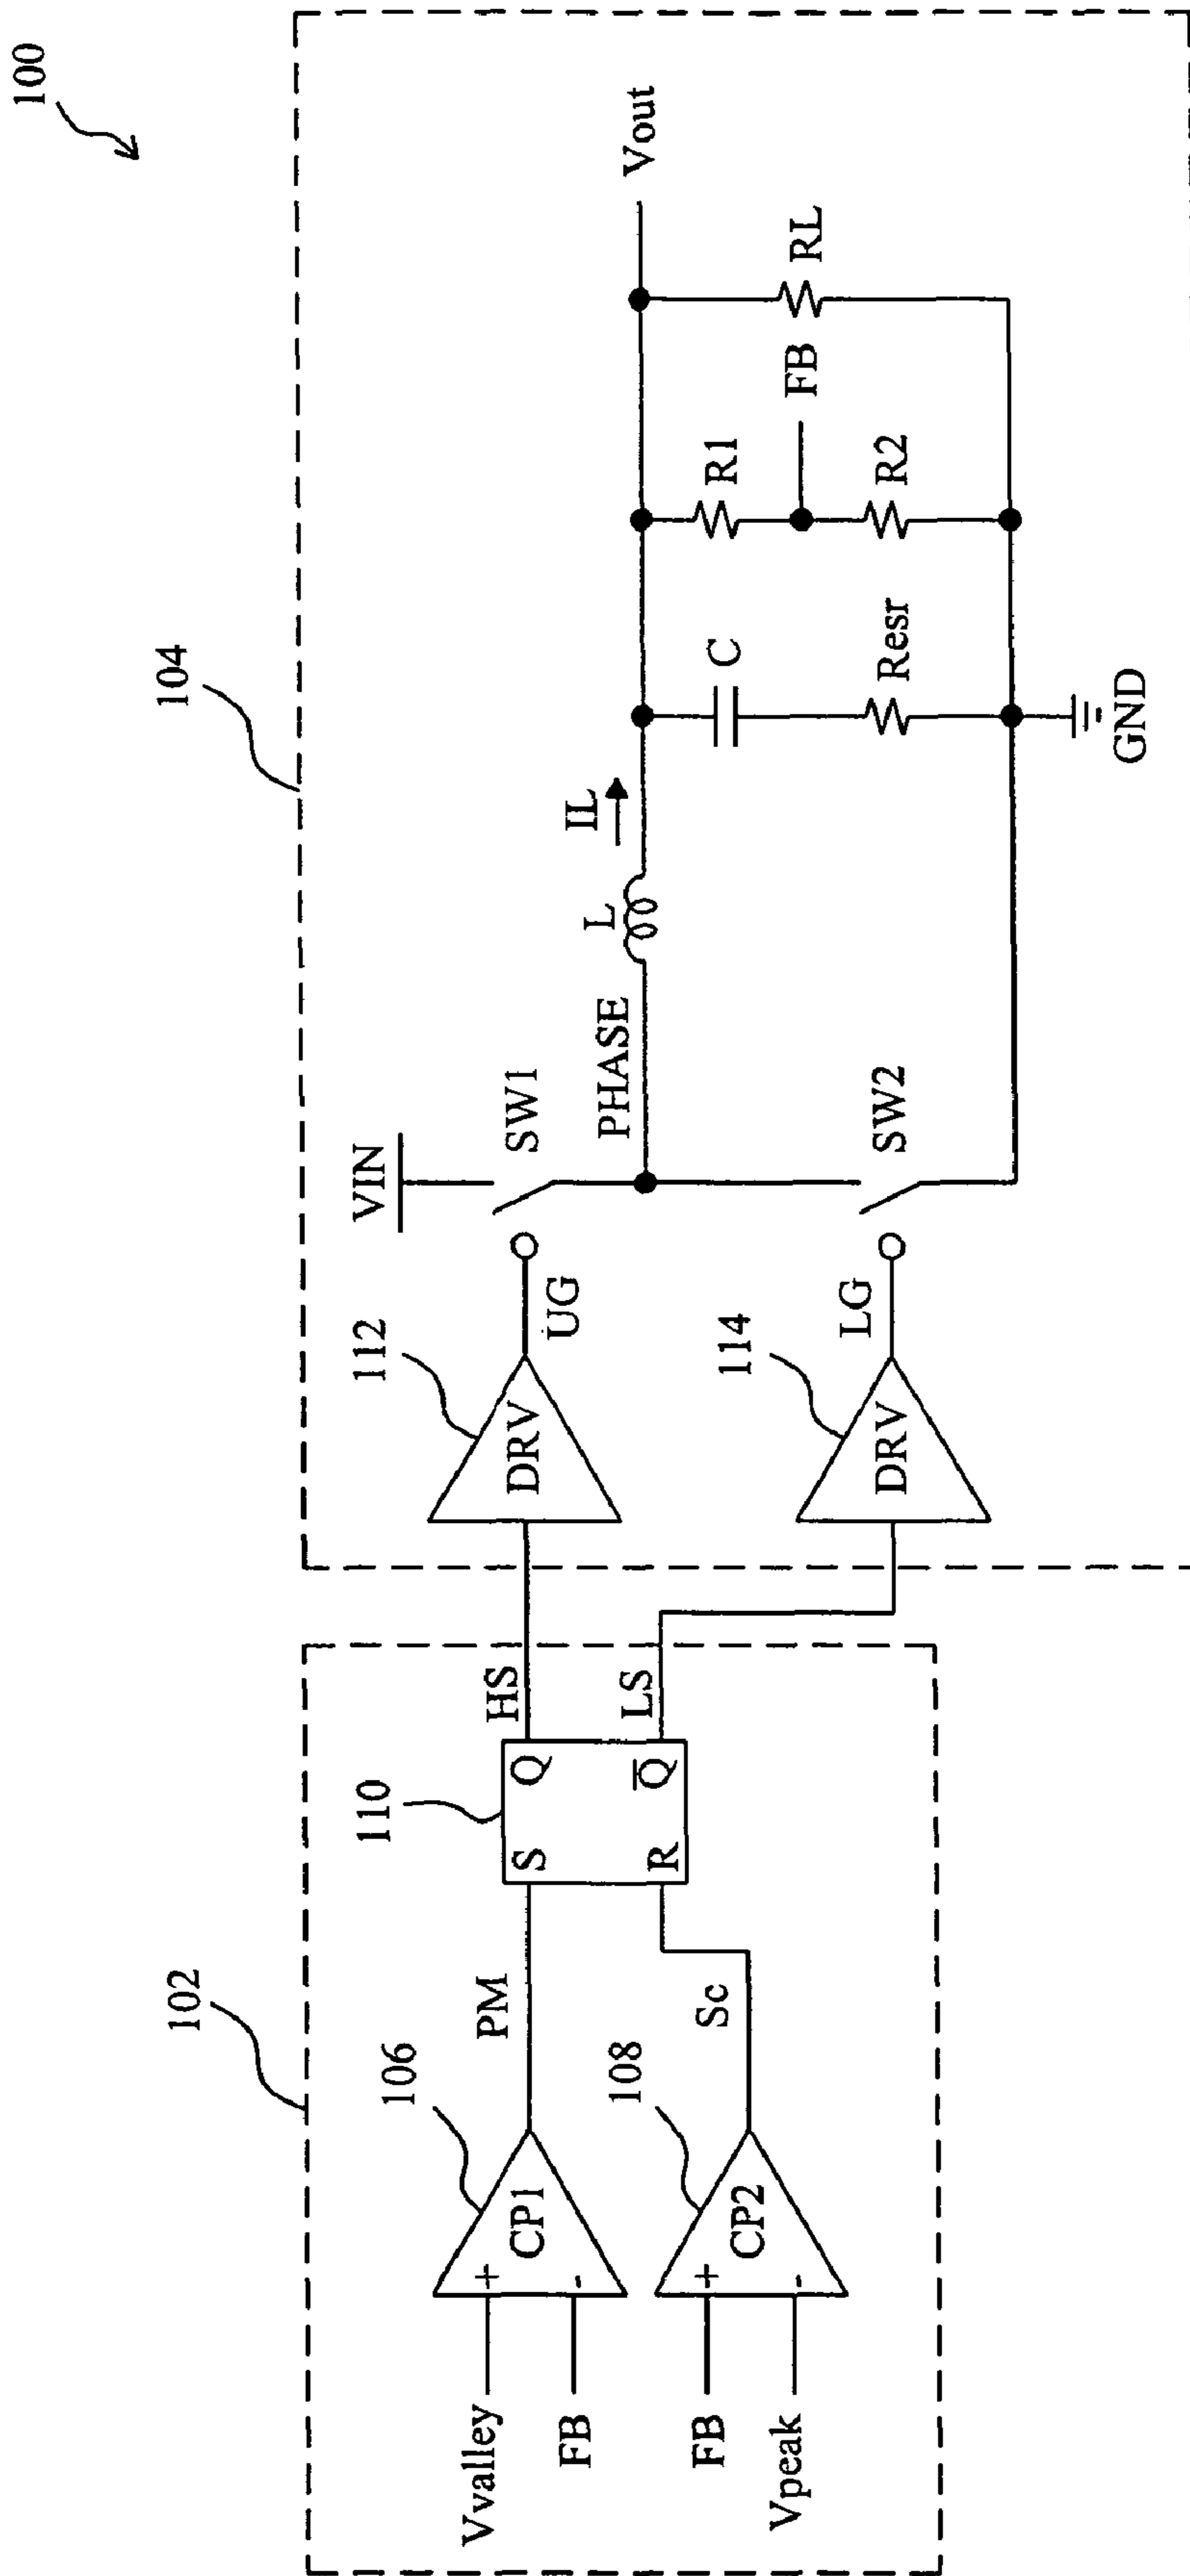 100
102
104
Vvalley
FB
+
-
CP1
106
PM
FB
Vpeak
+
-
CP2
108
Sc
110
S
Q
R
Q̅
HS
LS
112
DRV
UG
114
DRV
LG
VIN
SW1
SW2
PHASE
L
IL
C
Resr
GND
R1
R2
FB
RL
Vout